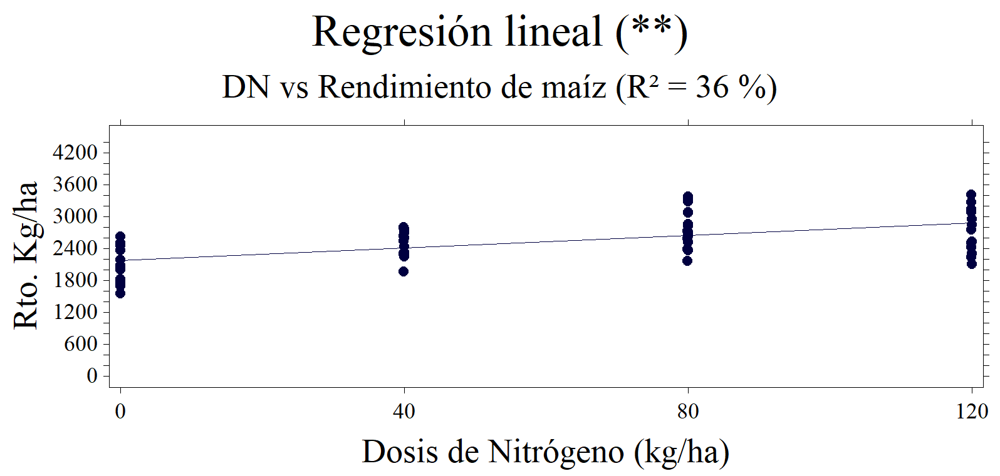 Regresión lineal (**)
DN vs Rendimiento de maíz (R² = 36 %)
Rto. Kg/ha
4200
3600
3000
2400
1800
1200
600
0
0 40 80 120
Dosis de Nitrógeno (kg/ha)